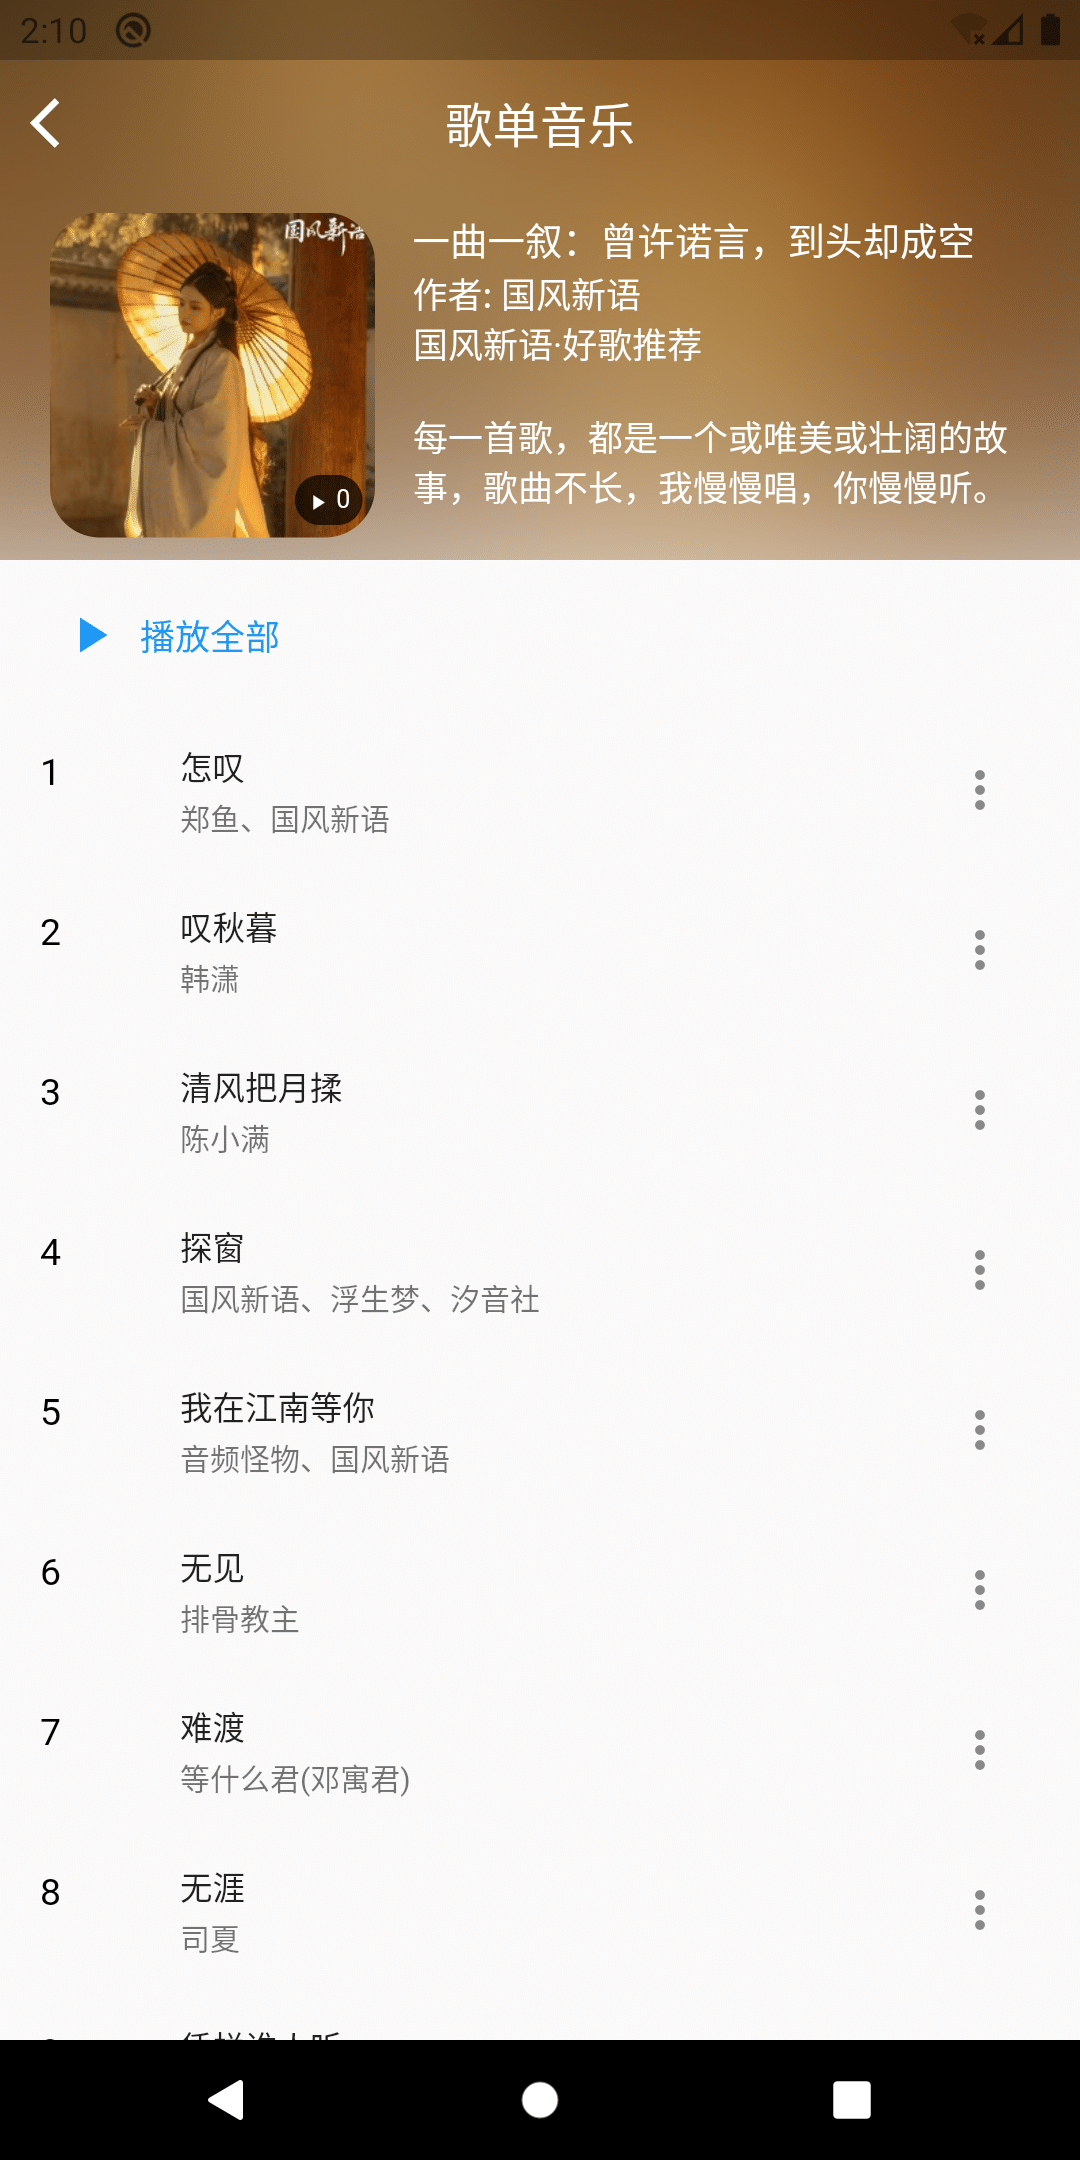 2:10
歌单音乐
国风新语
一曲一叙：曾许诺言，到头却成空
作者: 国风新语
国风新语·好歌推荐
每一首歌，都是一个或唯美或壮阔的故
事，歌曲不长，我慢慢唱，你慢慢听。
0
播放全部
1
怎叹
郑鱼、国风新语
2
叹秋暮
韩潇
3
清风把月揉
陈小满
4
探窗
国风新语、浮生梦、汐音社
5
我在江南等你
音频怪物、国风新语
6
无见
排骨教主
7
难渡
等什么君(邓寓君)
8
无涯
司夏